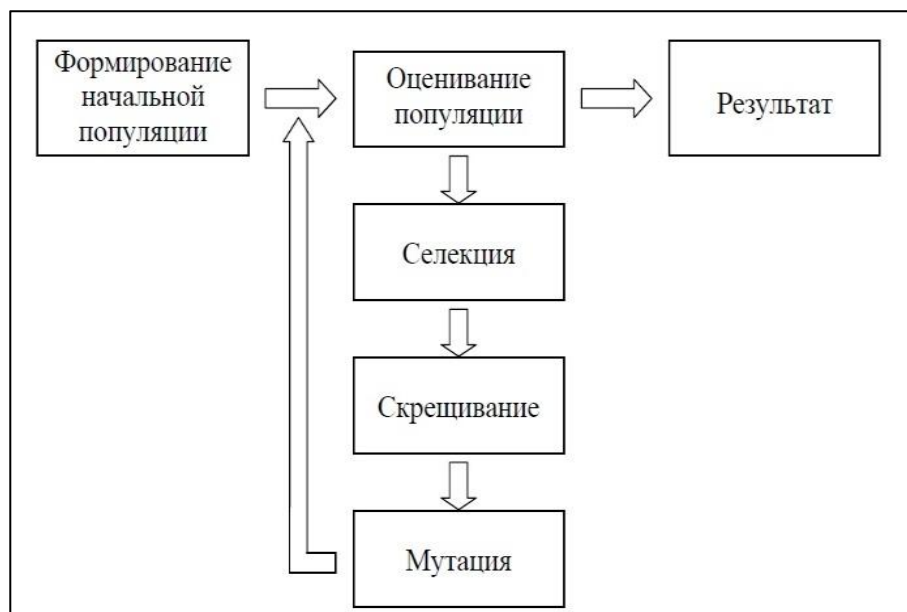 Формирование
начальной
популяции
Оценивание
популяции
Результат
Селекция
Скрещивание
Мутация